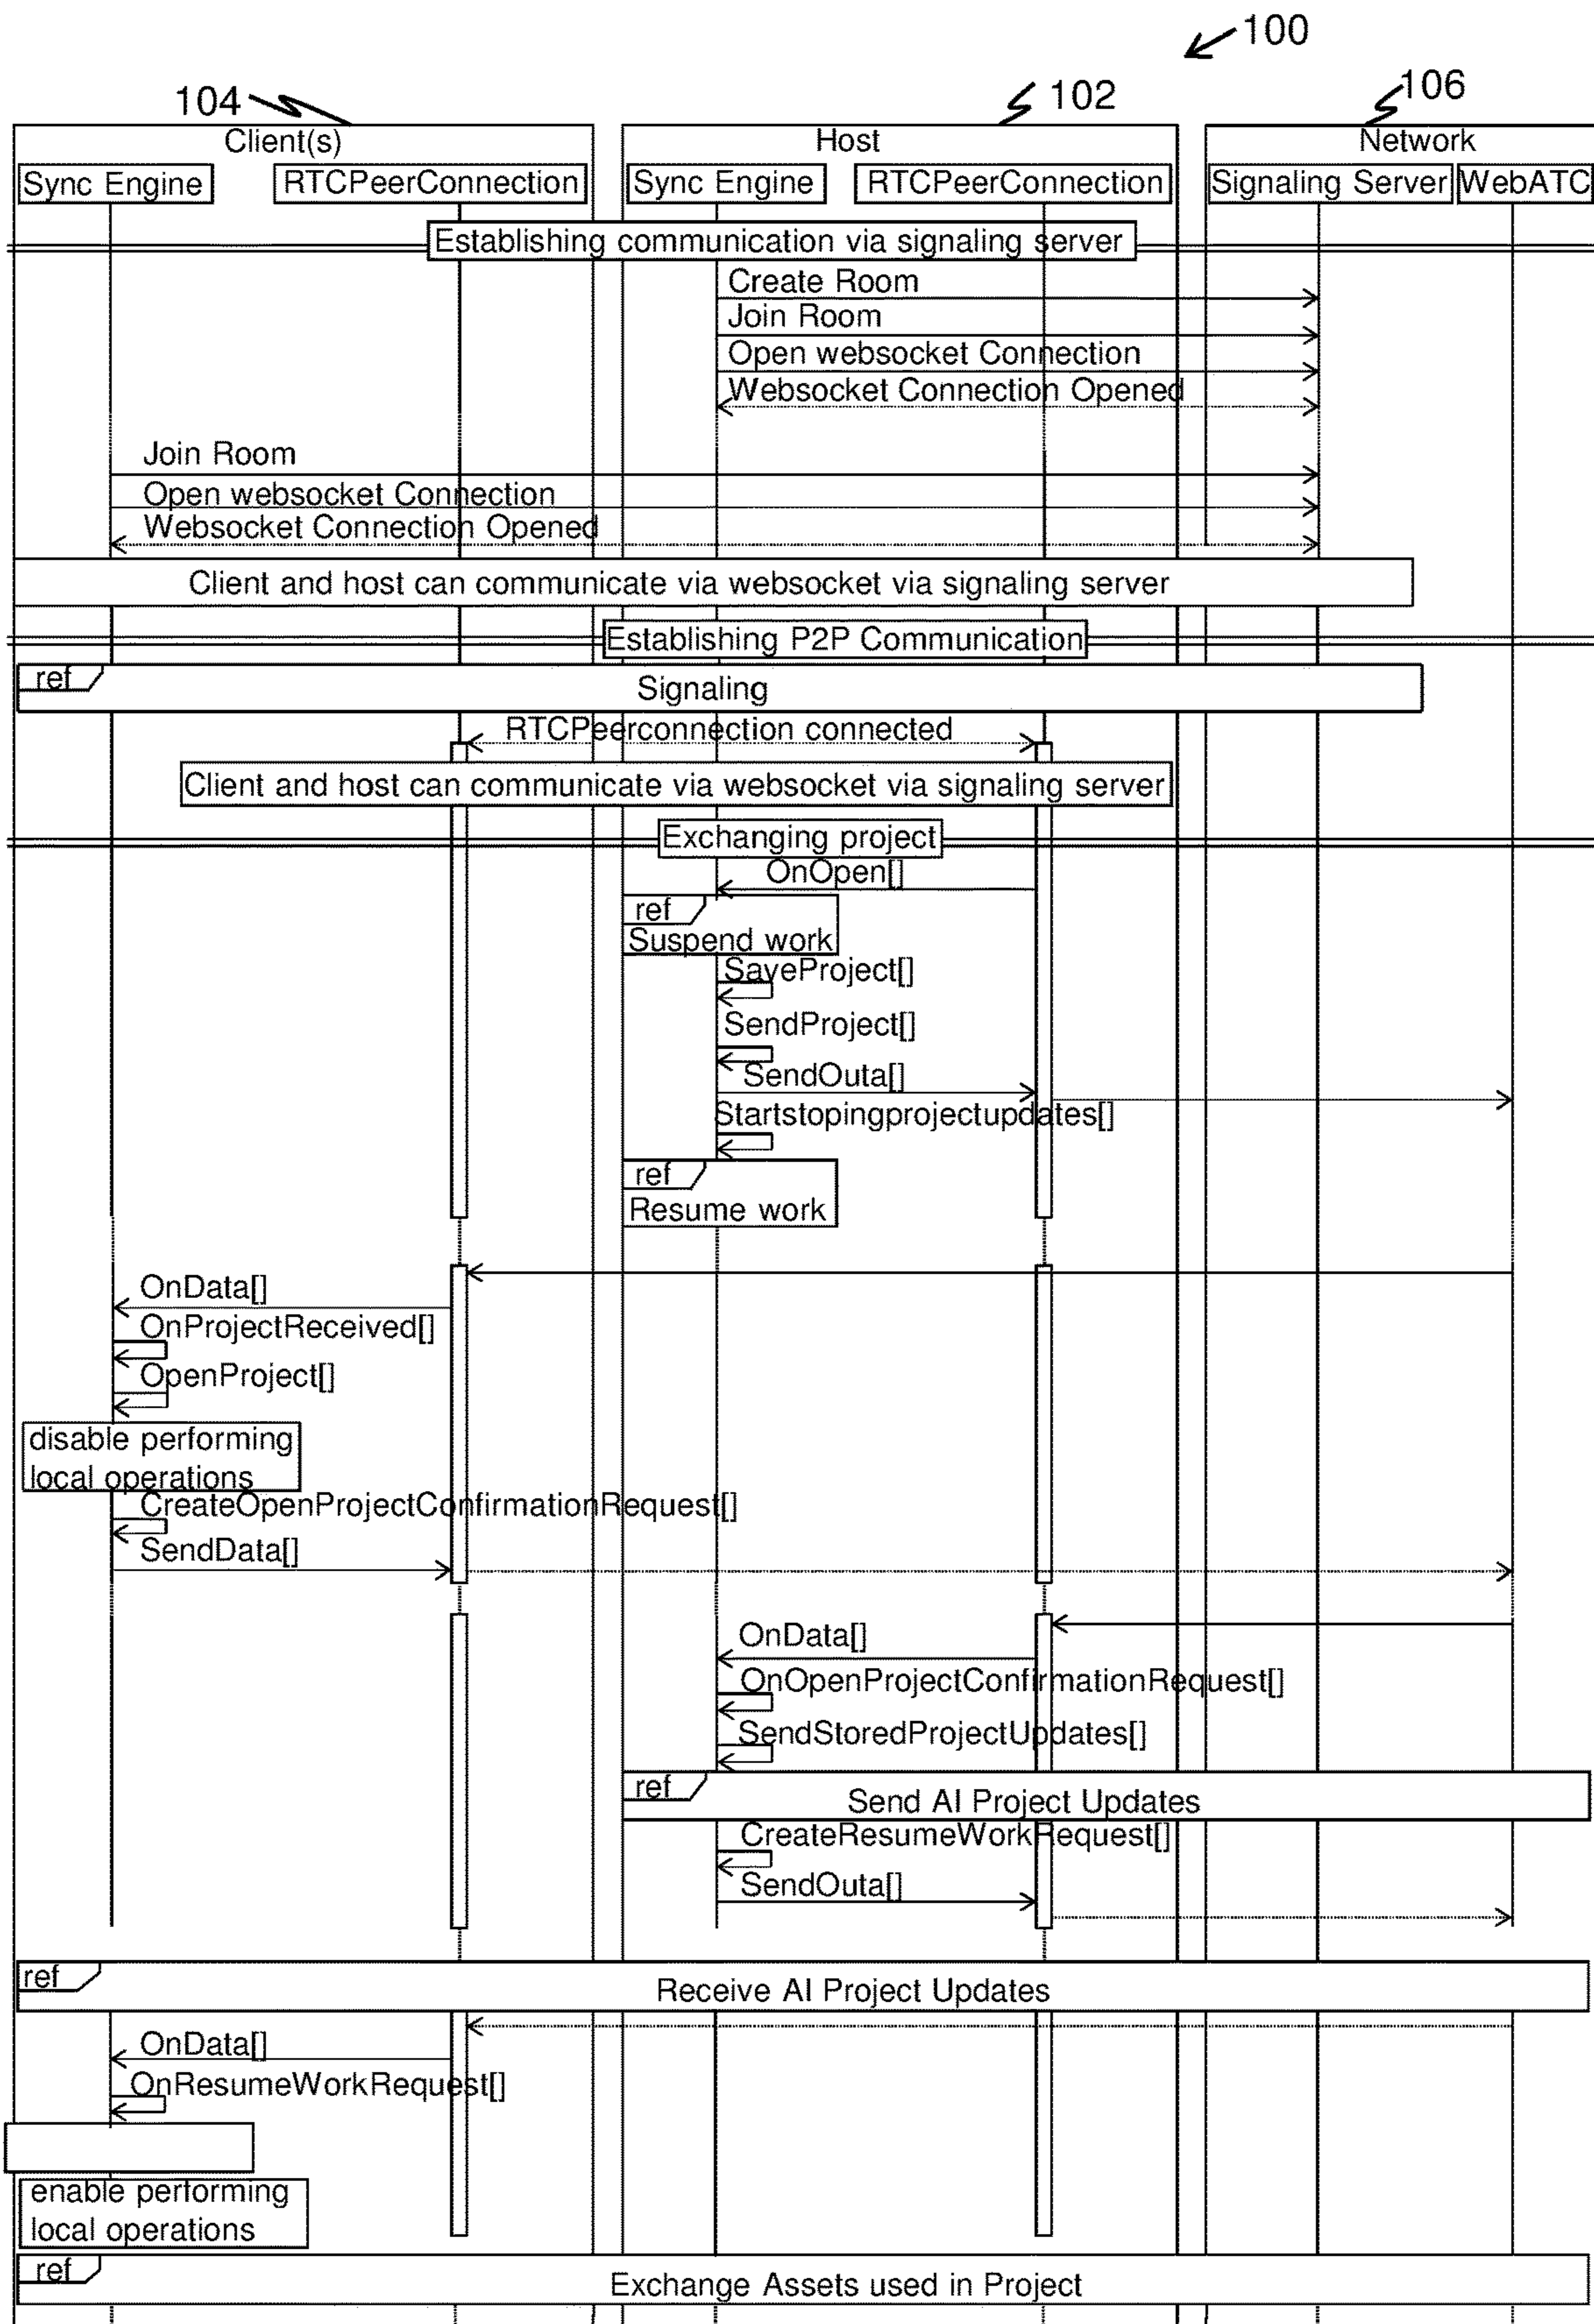 100
104
102
106
Client(s)
Host
Network
Sync Engine
RTCPeerConnection
Sync Engine
RTCPeerConnection
Signaling Server
WebATC
Establishing communication via signaling server
Create Room
Join Room
Open websocket Connection
Websocket Connection Opened
Join Room
Open websocket Connection
Websocket Connection Opened
Client and host can communicate via websocket via signaling server
Establishing P2P Communication
ref
Signaling
RTCPeerconnection connected
Client and host can communicate via websocket via signaling server
Exchanging project
OnOpen[]
ref
Suspend work
SaveProject[]
SendProject[]
SendOuta[]
Startstopingprojectupdates[]
ref
Resume work
OnData[]
OnProjectReceived[]
OpenProject[]
disable performing
local operations
CreateOpenProjectConfirmationRequest[]
SendData[]
OnData[]
OnOpenProjectConfirmationRequest[]
SendStoredProjectUpdates[]
ref
Send AI Project Updates
CreateResumeWorkRequest[]
SendOuta[]
ref
Receive AI Project Updates
OnData[]
OnResumeWorkRequest[]
enable performing
local operations
ref
Exchange Assets used in Project